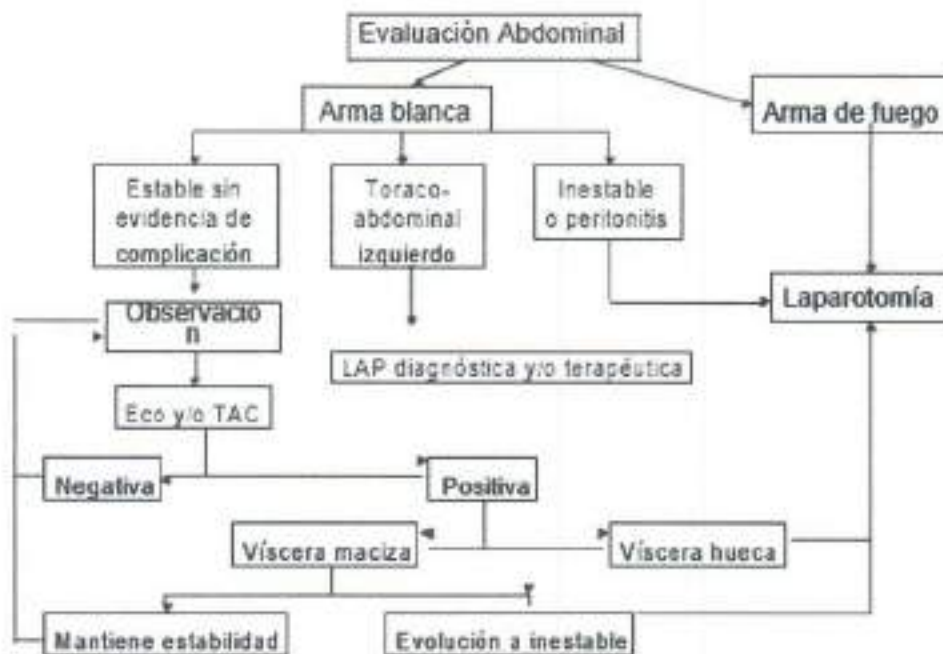 Evaluación Abdominal
Arma blanca
Arma de fuego
Estable sin
evidencia de
complicación
Toraco-
abdominal
izquierdo
Inestable
o peritonitis
Laparotomía
Observació
n
LAP diagnóstica y/o terapéutica
Eco y/o TAC
Negativa
Positiva
Víscera maciza
Víscera hueca
Mantiene estabilidad
Evolución a inestable